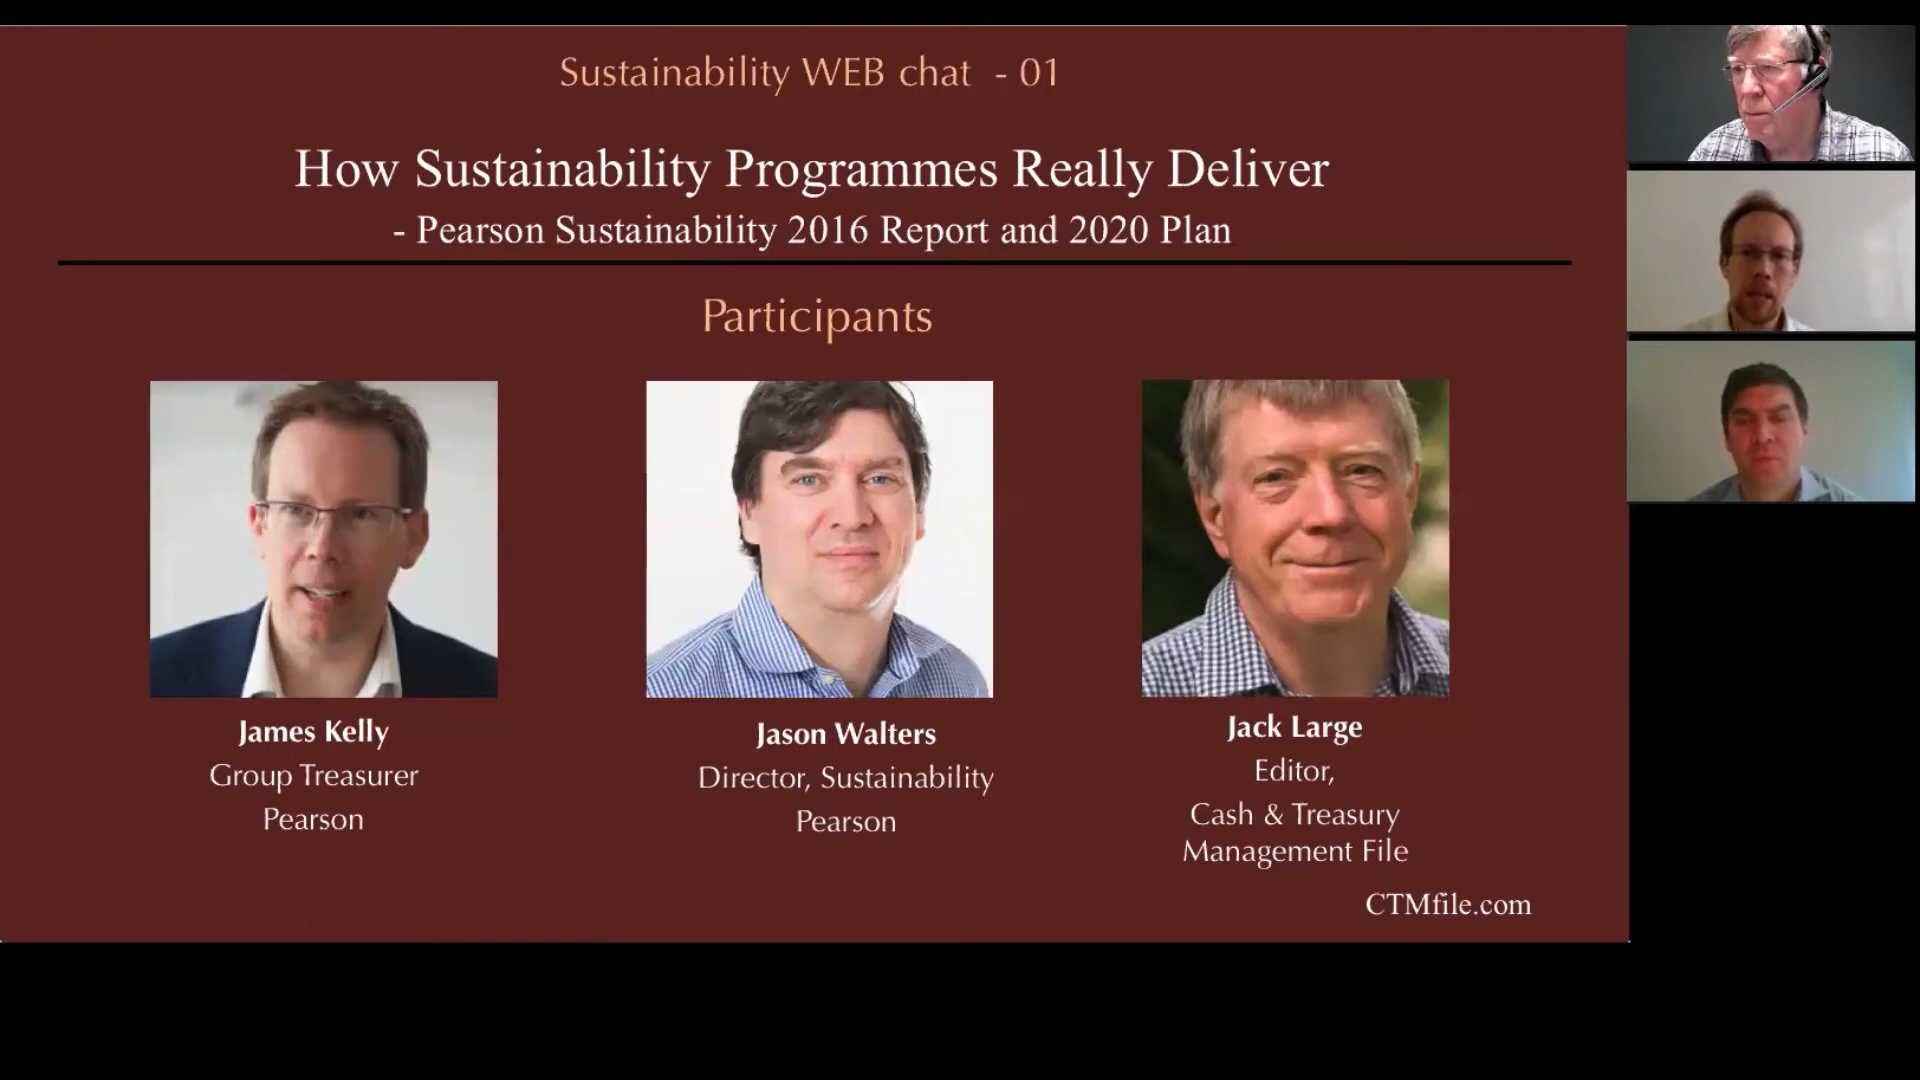 Sustainability WEB chat - 01
How Sustainability Programmes Really Deliver
- Pearson Sustainability 2016 Report and 2020 Plan
Participants
James Kelly
Group Treasurer
Pearson
Jason Walters
Director, Sustainability
Pearson
Jack Large
Editor,
Cash & Treasury
Management File
CTMfile.com